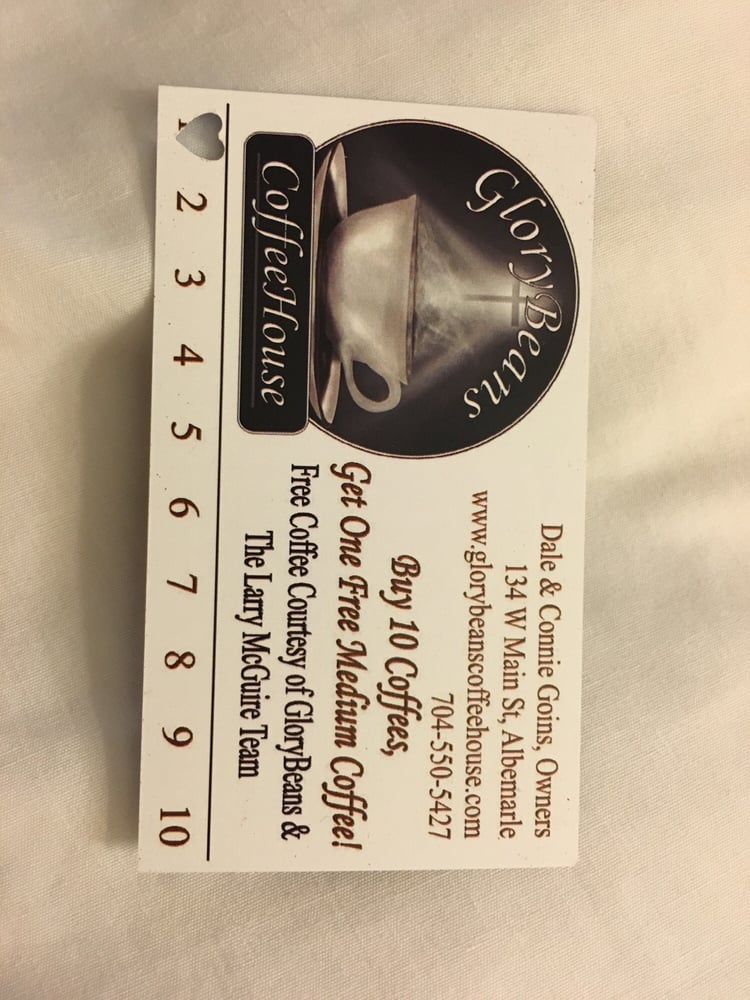 GloryBeans
CoffeeHouse
Dale & Connie Goins, Owners
134 W Main St, Albemarle
www.glorybeanscoffeehouse.com
704-550-5427
Buy 10 Coffees,
Get One Free Medium Coffee!
Free Coffee Courtesy of GloryBeans &
The Larry McGuire Team
1 2 3 4 5 6 7 8 9 10